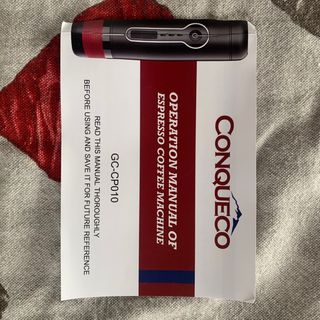 CONQUECO
OPERATION MANUAL OF
ESPRESSO COFFEE MACHINE
GC-CP010
READ THIS MANUAL THOROUGHLY
BEFORE USING AND SAVE IT FOR FUTURE REFERENCE